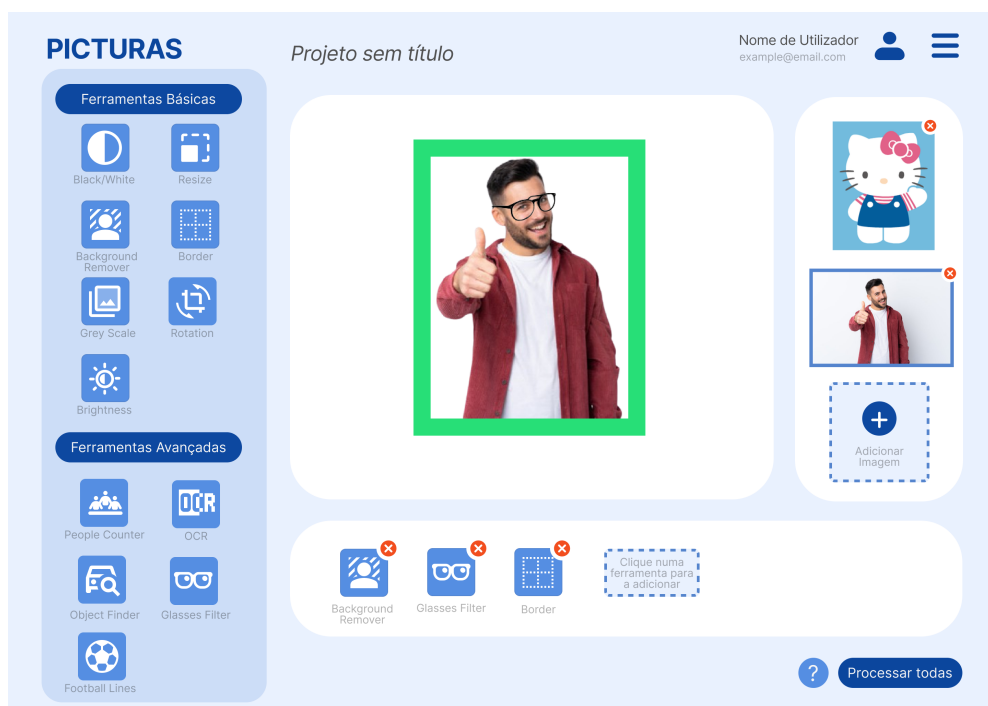 PICTURAS
Projeto sem título
Nome de Utilizador
example@email.com
Ferramentas Básicas
Black/White
Resize
Background
Remover
Border
Grey Scale
Rotation
Brightness
Ferramentas Avançadas
People Counter
OCR
OCR
Object Finder
Glasses Filter
Football Lines
Adicionar
Imagem
Background
Remover
Glasses Filter
Border
Clique numa
ferramenta para
a adicionar
?
Processar todas